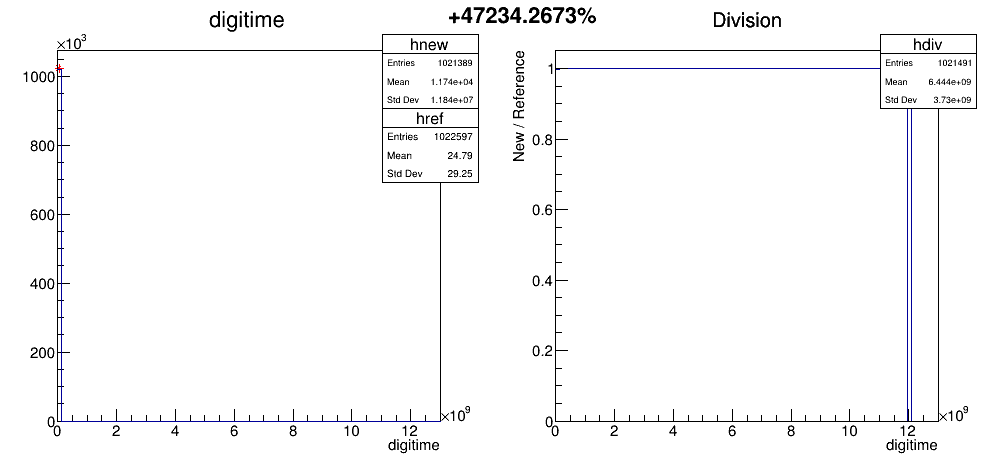 +47234.2673%
digitime
×10³
1000
800
600
400
200
0
0 2 4 6 8 10 12
×10⁹
digitime
hnew
Entries 1021389
Mean 1.174e+04
Std Dev 1.184e+07
href
Entries 1022597
Mean 24.79
Std Dev 29.25
Division
New / Reference
1
0.8
0.6
0.4
0.2
0
0 2 4 6 8 10 12
×10⁹
digitime
hdiv
Entries 1021491
Mean 6.444e+09
Std Dev 3.73e+09